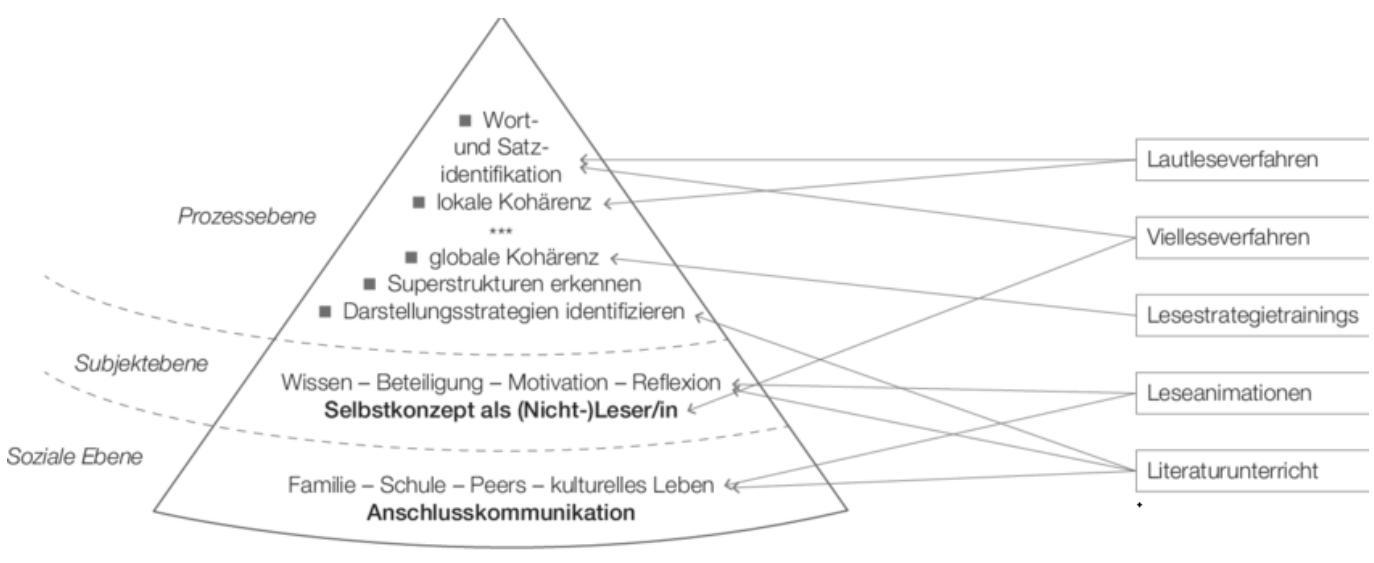 Wort-
und Satz-
identifikation
lokale Kohärenz
***
globale Kohärenz
Superstrukturen erkennen
Darstellungsstrategien identifizieren
Prozessebene
Subjektebene
Wissen – Beteiligung – Motivation – Reflexion
Selbstkonzept als (Nicht-)Leser/in
Soziale Ebene
Familie – Schule – Peers – kulturelles Leben
Anschlusskommunikation
Lautleseverfahren
Vielleseverfahren
Lesestrategietrainings
Leseanimationen
Literaturunterricht